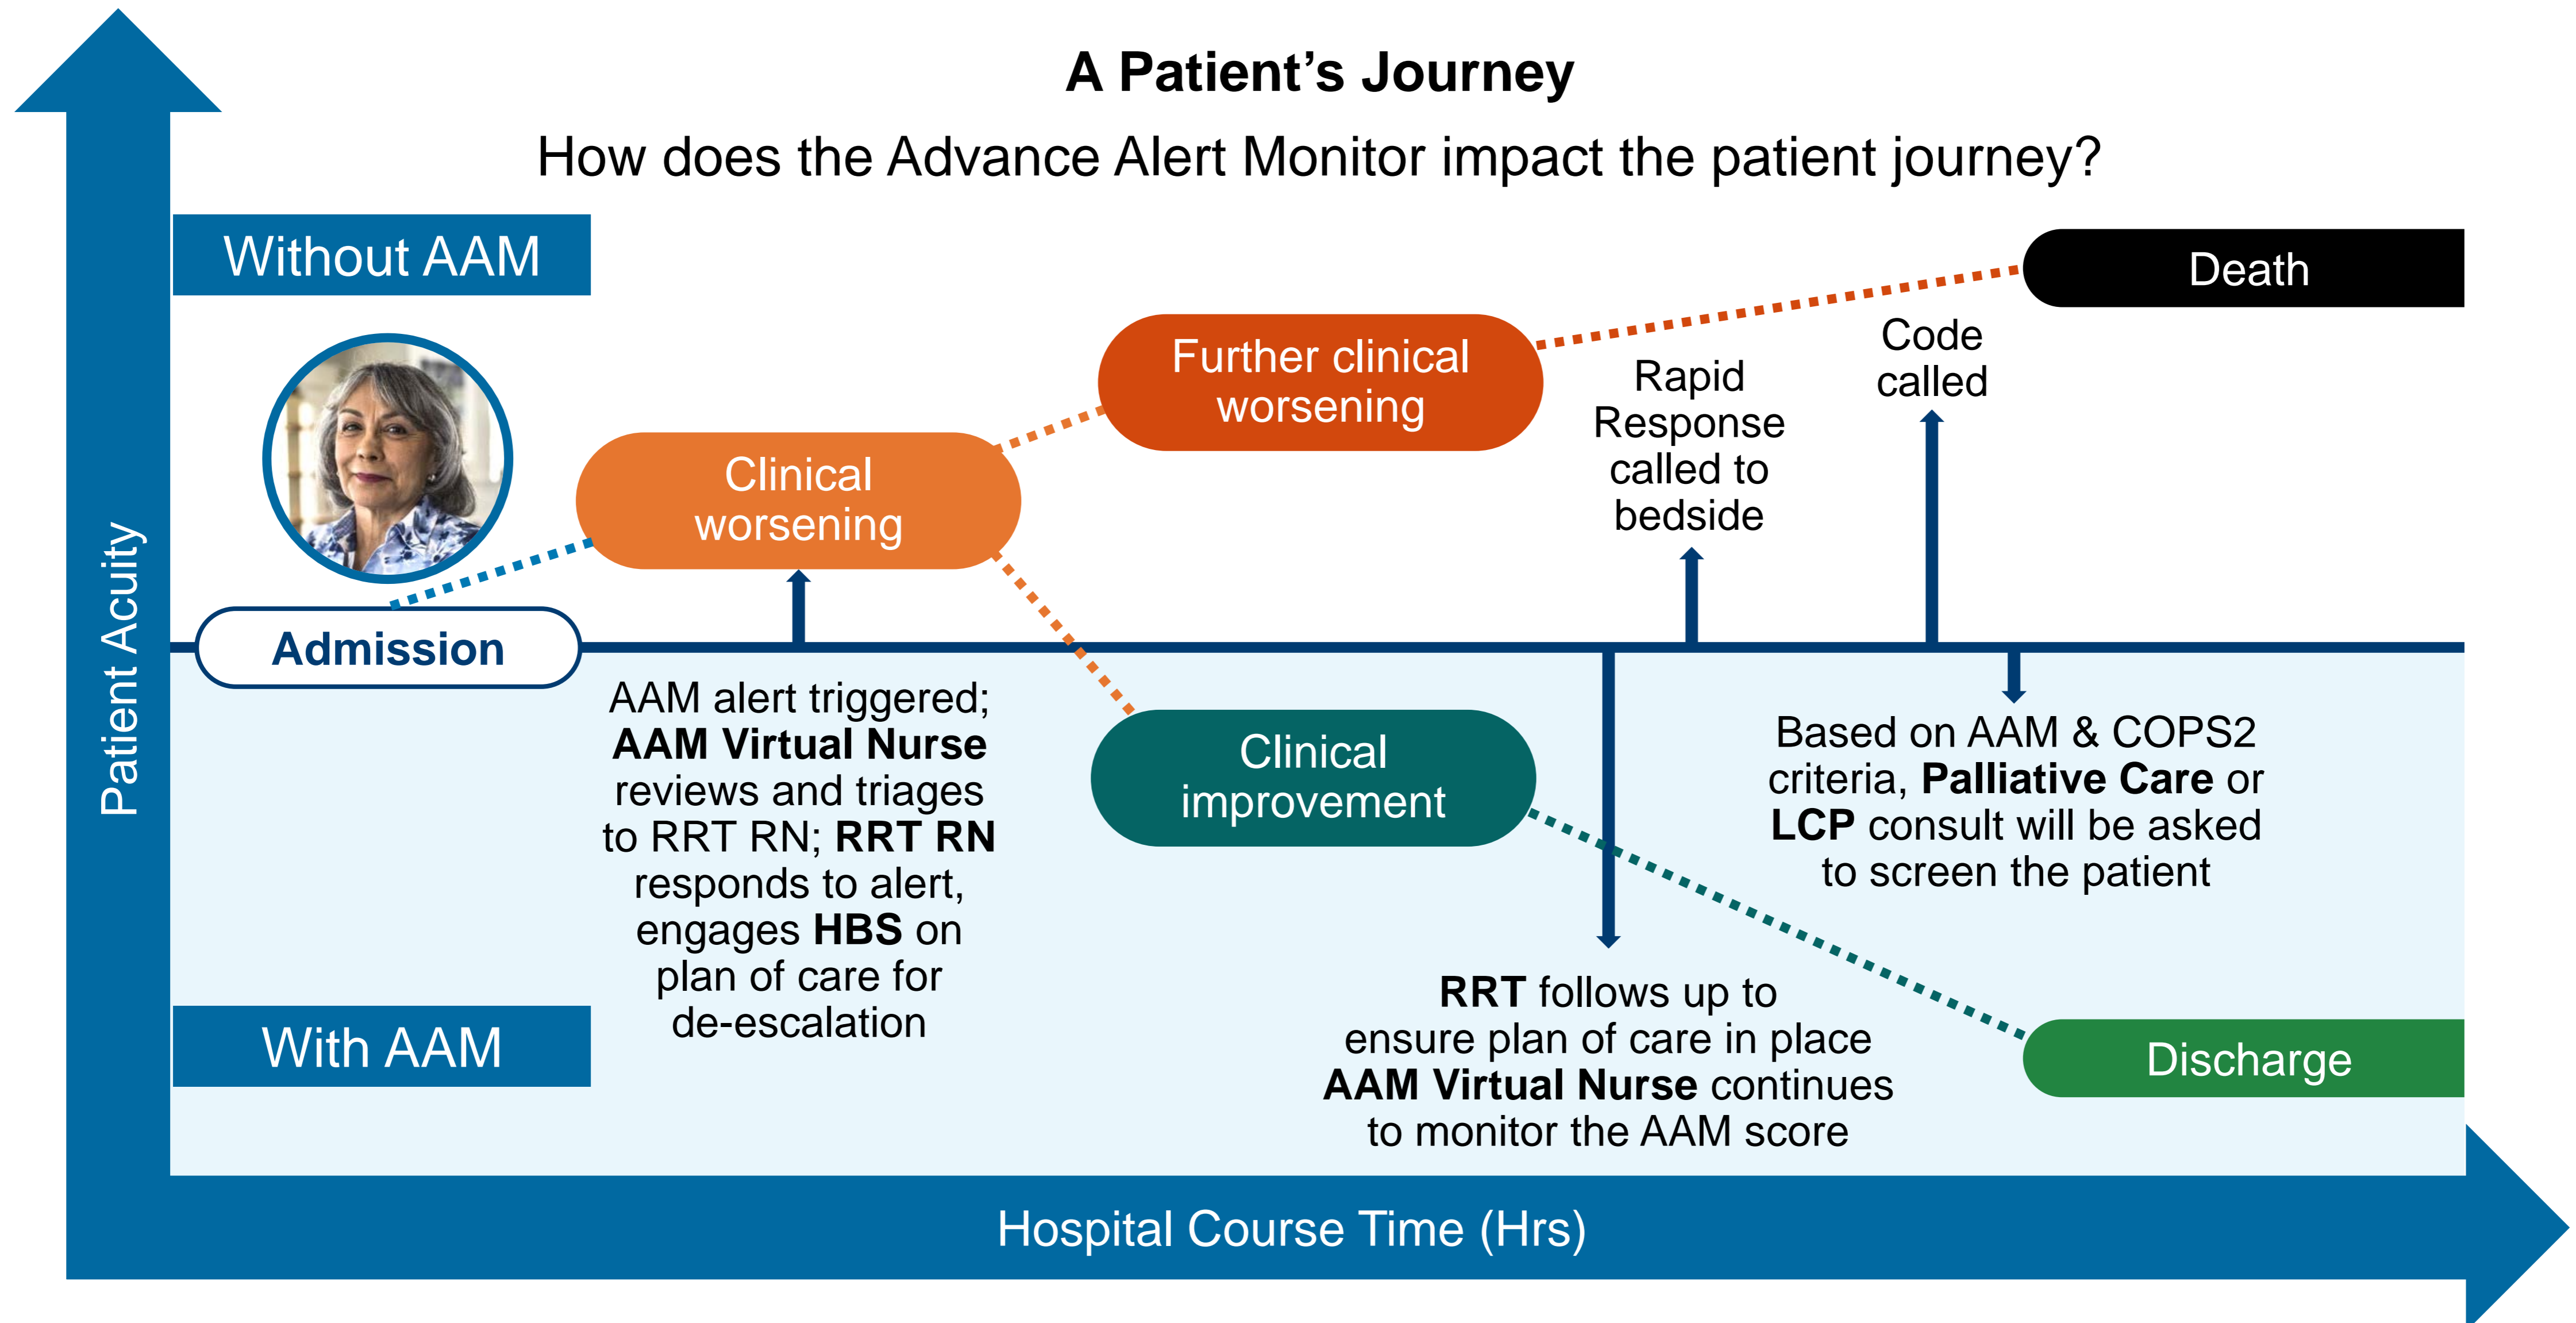 A Patient’s Journey
How does the Advance Alert Monitor impact the patient journey?
Patient Acuity
Without AAM
Death
Code
called
Further clinical
worsening
Rapid
Response
called to
bedside
Clinical
worsening
Admission
AAM alert triggered;
AAM Virtual Nurse
reviews and triages
to RRT RN; RRT RN
responds to alert,
engages HBS on
plan of care for
de-escalation
Clinical
improvement
Based on AAM & COPS2
criteria, Palliative Care or
LCP consult will be asked
to screen the patient
RRT follows up to
ensure plan of care in place
AAM Virtual Nurse continues
to monitor the AAM score
With AAM
Discharge
Hospital Course Time (Hrs)